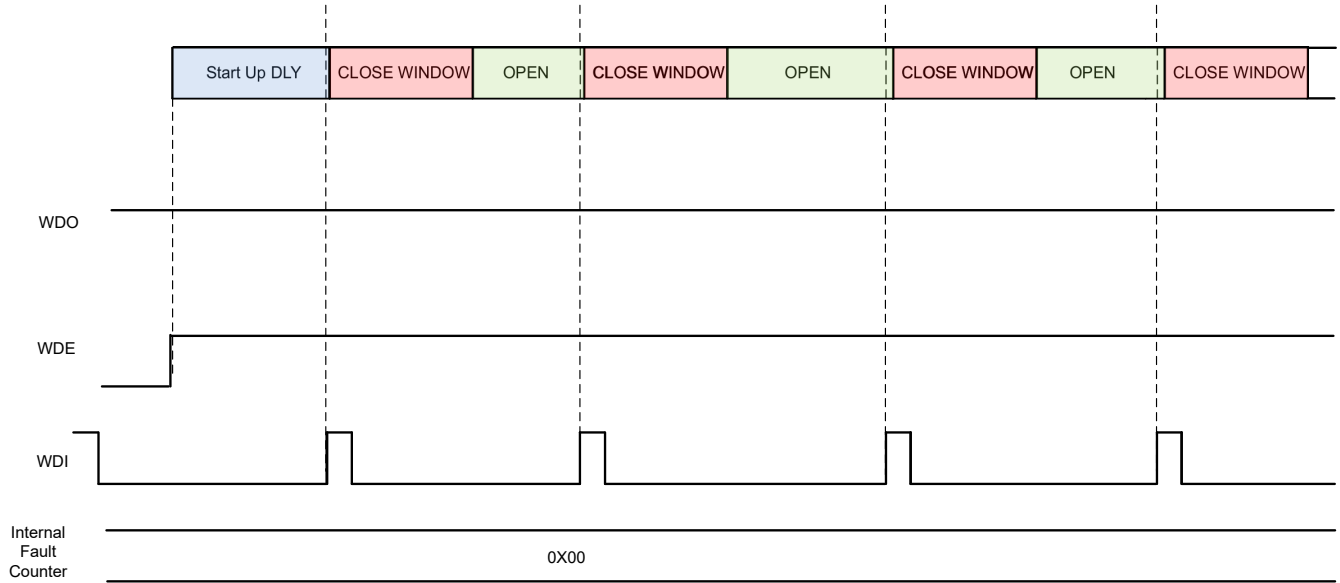 Start Up DLY
CLOSE WINDOW
OPEN
CLOSE WINDOW
OPEN
CLOSE WINDOW
OPEN
CLOSE WINDOW
WDO
WDE
WDI
Internal
Fault
Counter
0X00